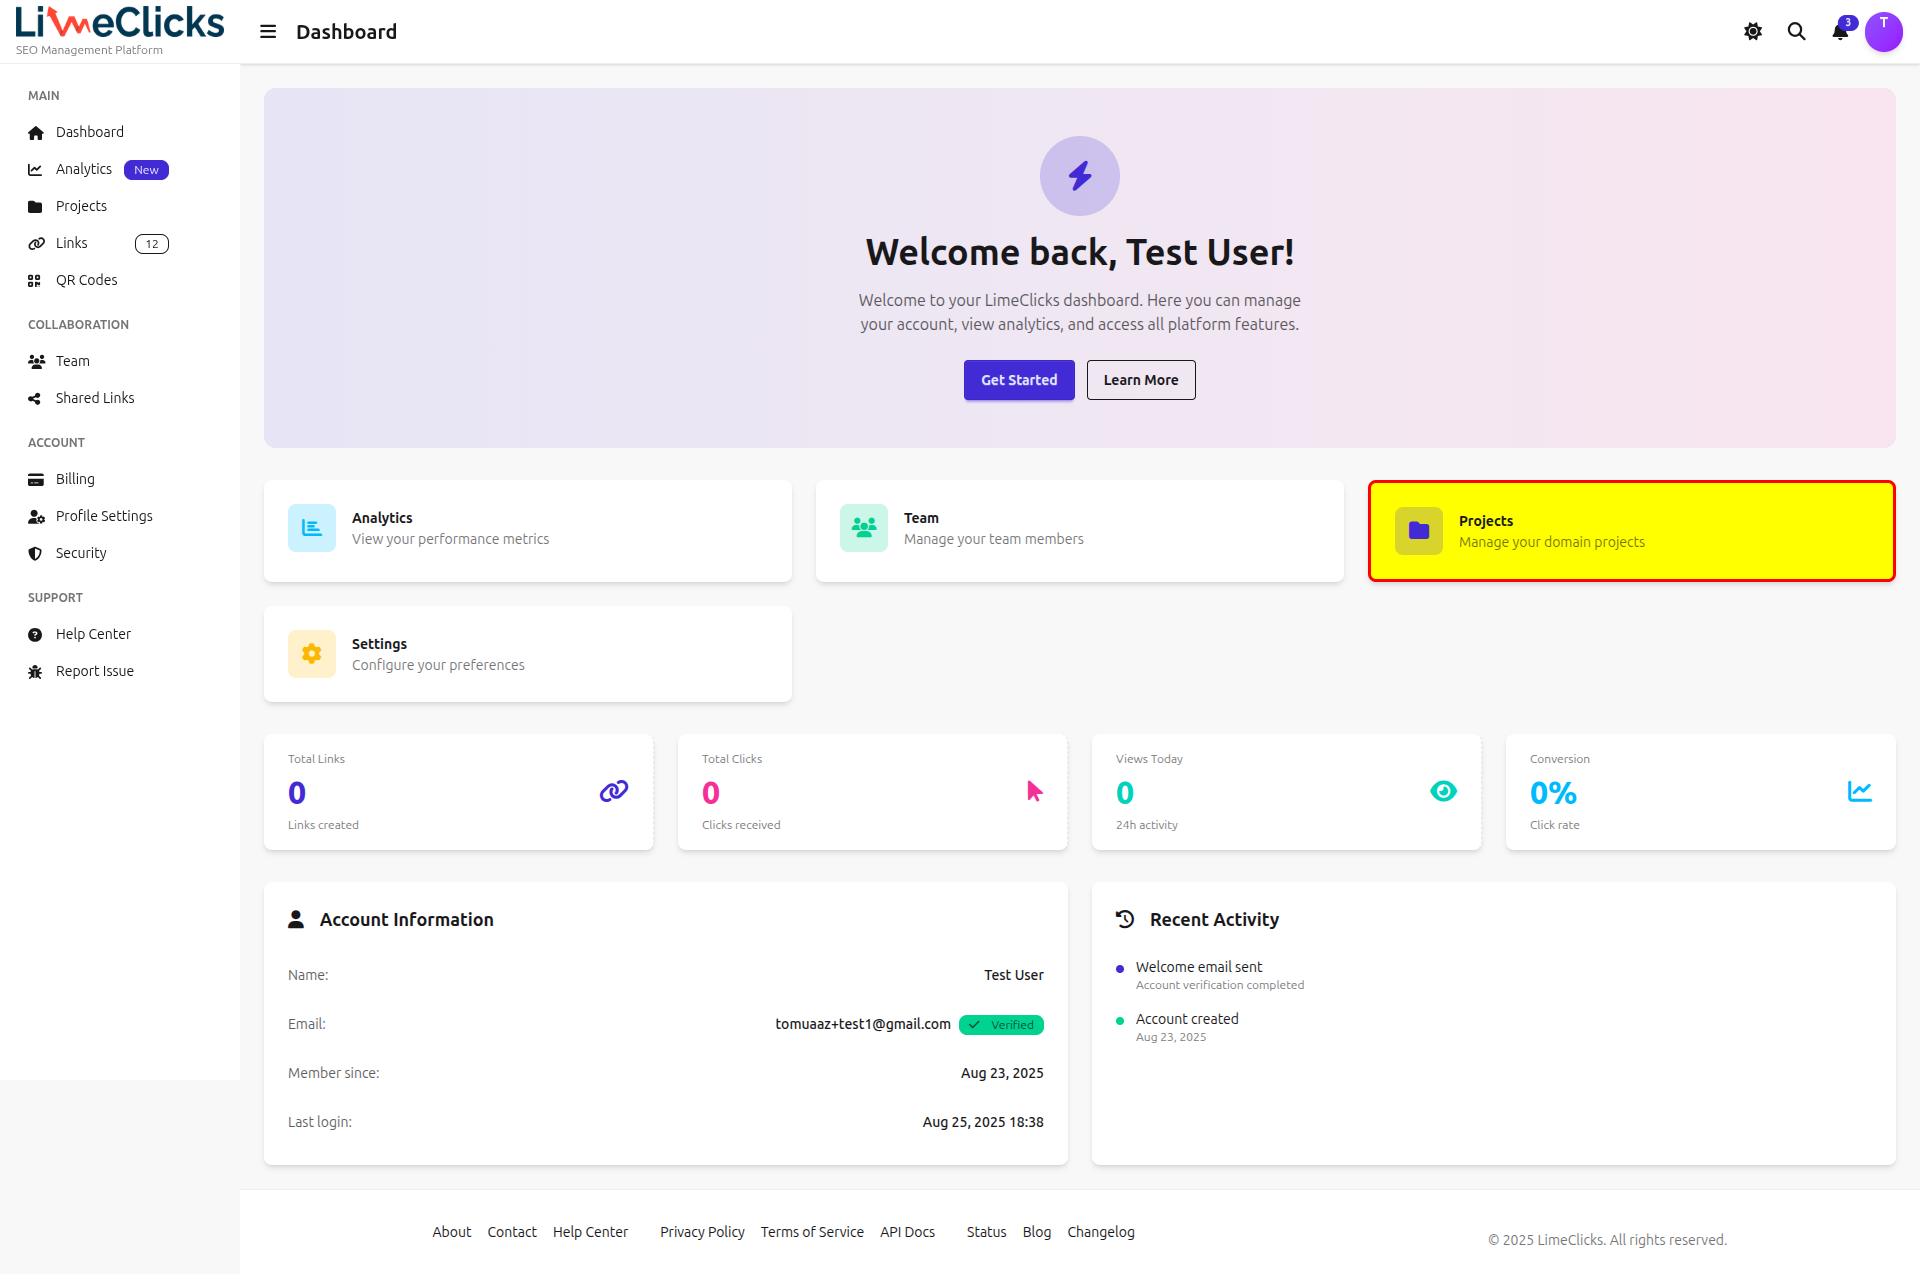 LimeClicks
SEO Management Platform
Dashboard
3
T
MAIN
Dashboard
Analytics New
Projects
Links 12
QR Codes
COLLABORATION
Team
Shared Links
ACCOUNT
Billing
Profile Settings
Security
SUPPORT
Help Center
Report Issue
Welcome back, Test User!
Welcome to your LimeClicks dashboard. Here you can manage
your account, view analytics, and access all platform features.
Get Started
Learn More
Analytics
View your performance metrics
Team
Manage your team members
Projects
Manage your domain projects
Settings
Configure your preferences
Total Links
0
Links created
Total Clicks
0
Clicks received
Views Today
0
24h activity
Conversion
0%
Click rate
Account Information
Name: Test User
Email: tomuaaz+test1@gmail.com Verified
Member since: Aug 23, 2025
Last login: Aug 25, 2025 18:38
Recent Activity
Welcome email sent
Account verification completed
Account created
Aug 23, 2025
About Contact Help Center Privacy Policy Terms of Service API Docs Status Blog Changelog
© 2025 LimeClicks. All rights reserved.